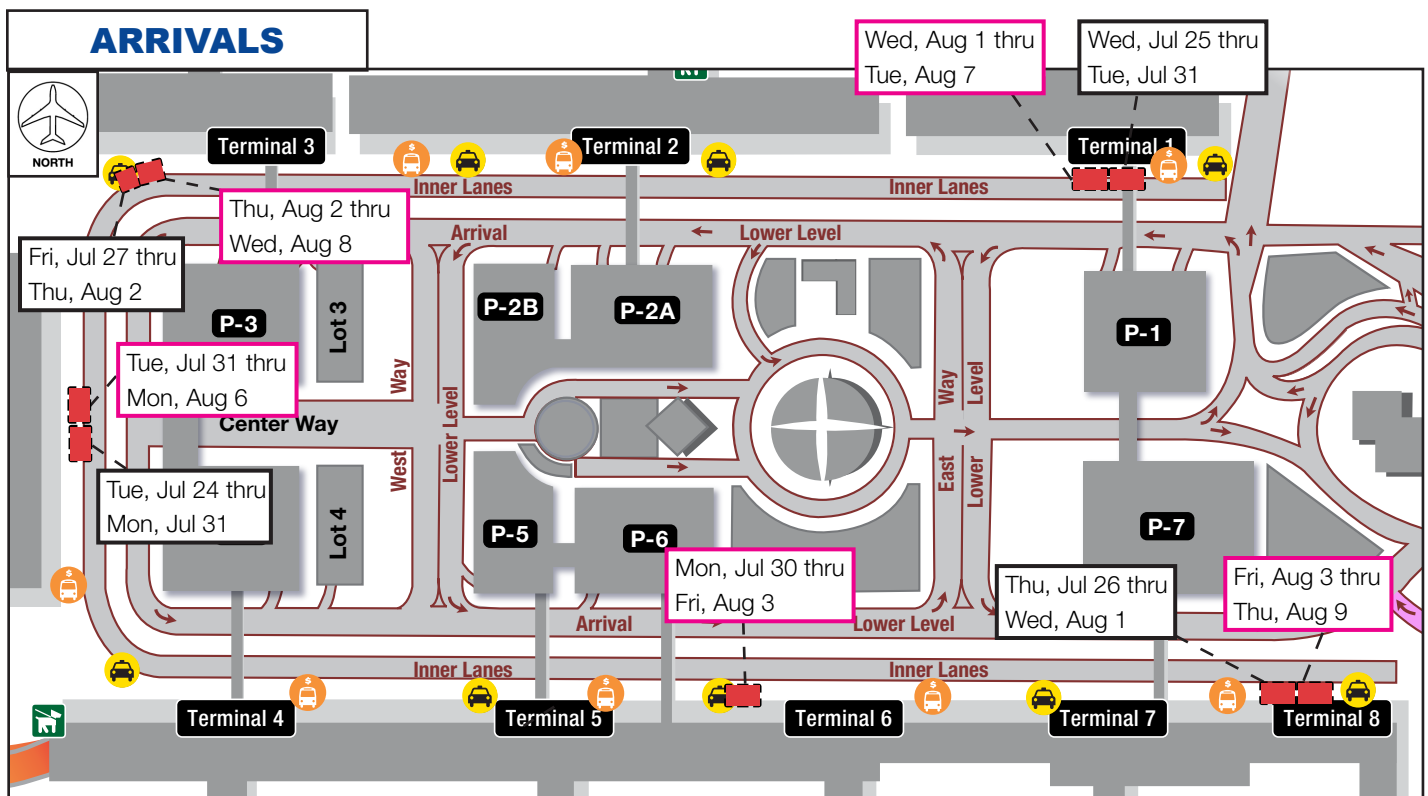 ARRIVALS
NORTH
Wed, Aug 1 thru
Tue, Aug 7
Wed, Jul 25 thru
Tue, Jul 31
Terminal 3
Terminal 2
Terminal 1
$
$
$
Inner Lanes
Inner Lanes
Thu, Aug 2 thru
Wed, Aug 8
Arrival
Lower Level
Fri, Jul 27 thru
Thu, Aug 2
P-3
Lot 3
P-2B
P-2A
P-1
Way
Lower Level
Way
Level
Tue, Jul 31 thru
Mon, Aug 6
Center Way
West
East
Lower
Tue, Jul 24 thru
Mon, Jul 31
Lot 4
P-5
P-6
P-7
Mon, Jul 30 thru
Fri, Aug 3
Thu, Jul 26 thru
Wed, Aug 1
Fri, Aug 3 thru
Thu, Aug 9
$
Arrival
Lower Level
Inner Lanes
Inner Lanes
$
$
$
$
Terminal 4
Terminal 5
Terminal 6
Terminal 7
Terminal 8